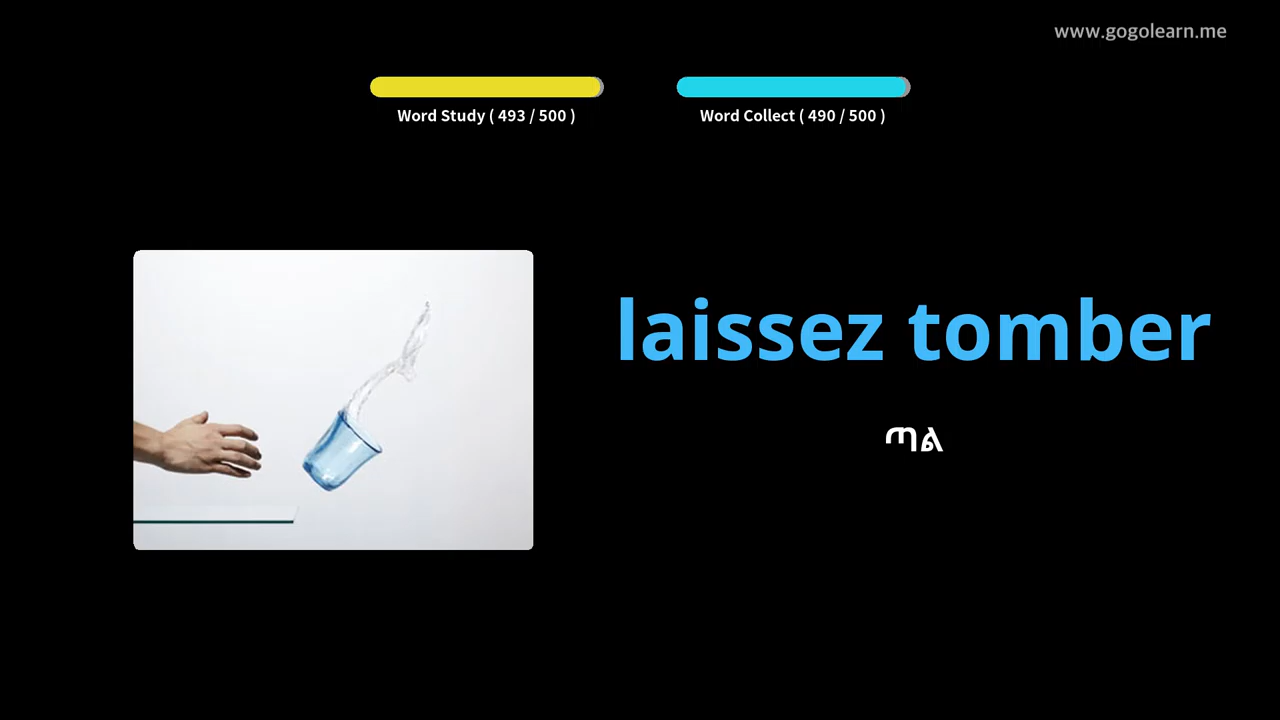 www.gogolearn.me
Word Study ( 493 / 500 )
Word Collect ( 490 / 500 )
laissez tomber
ጣል